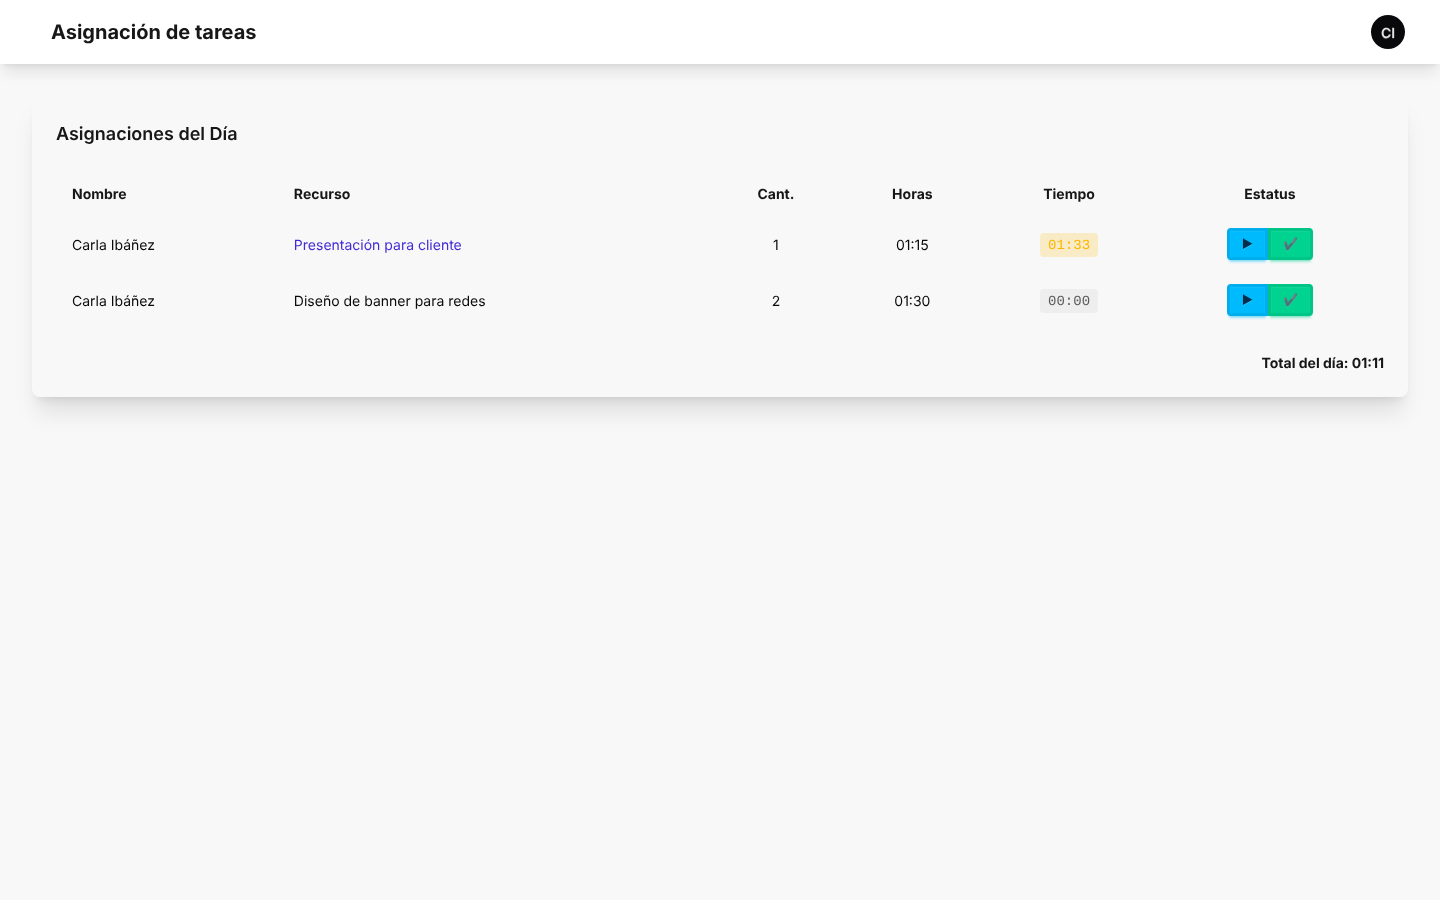 Asignación de tareas
CI
Asignaciones del Día
Nombre Recurso Cant. Horas Tiempo Estatus
Carla Ibáñez Presentación para cliente 1 01:15 01:33
Carla Ibáñez Diseño de banner para redes 2 01:30 00:00
Total del día: 01:11